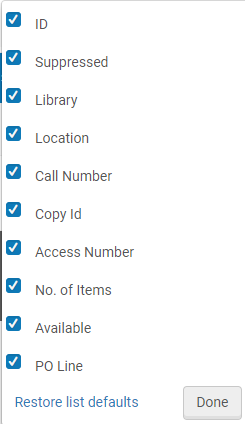 ID
Suppressed
Library
Location
Call Number
Copy Id
Access Number
No. of Items
Available
PO Line
Restore list defaults Done